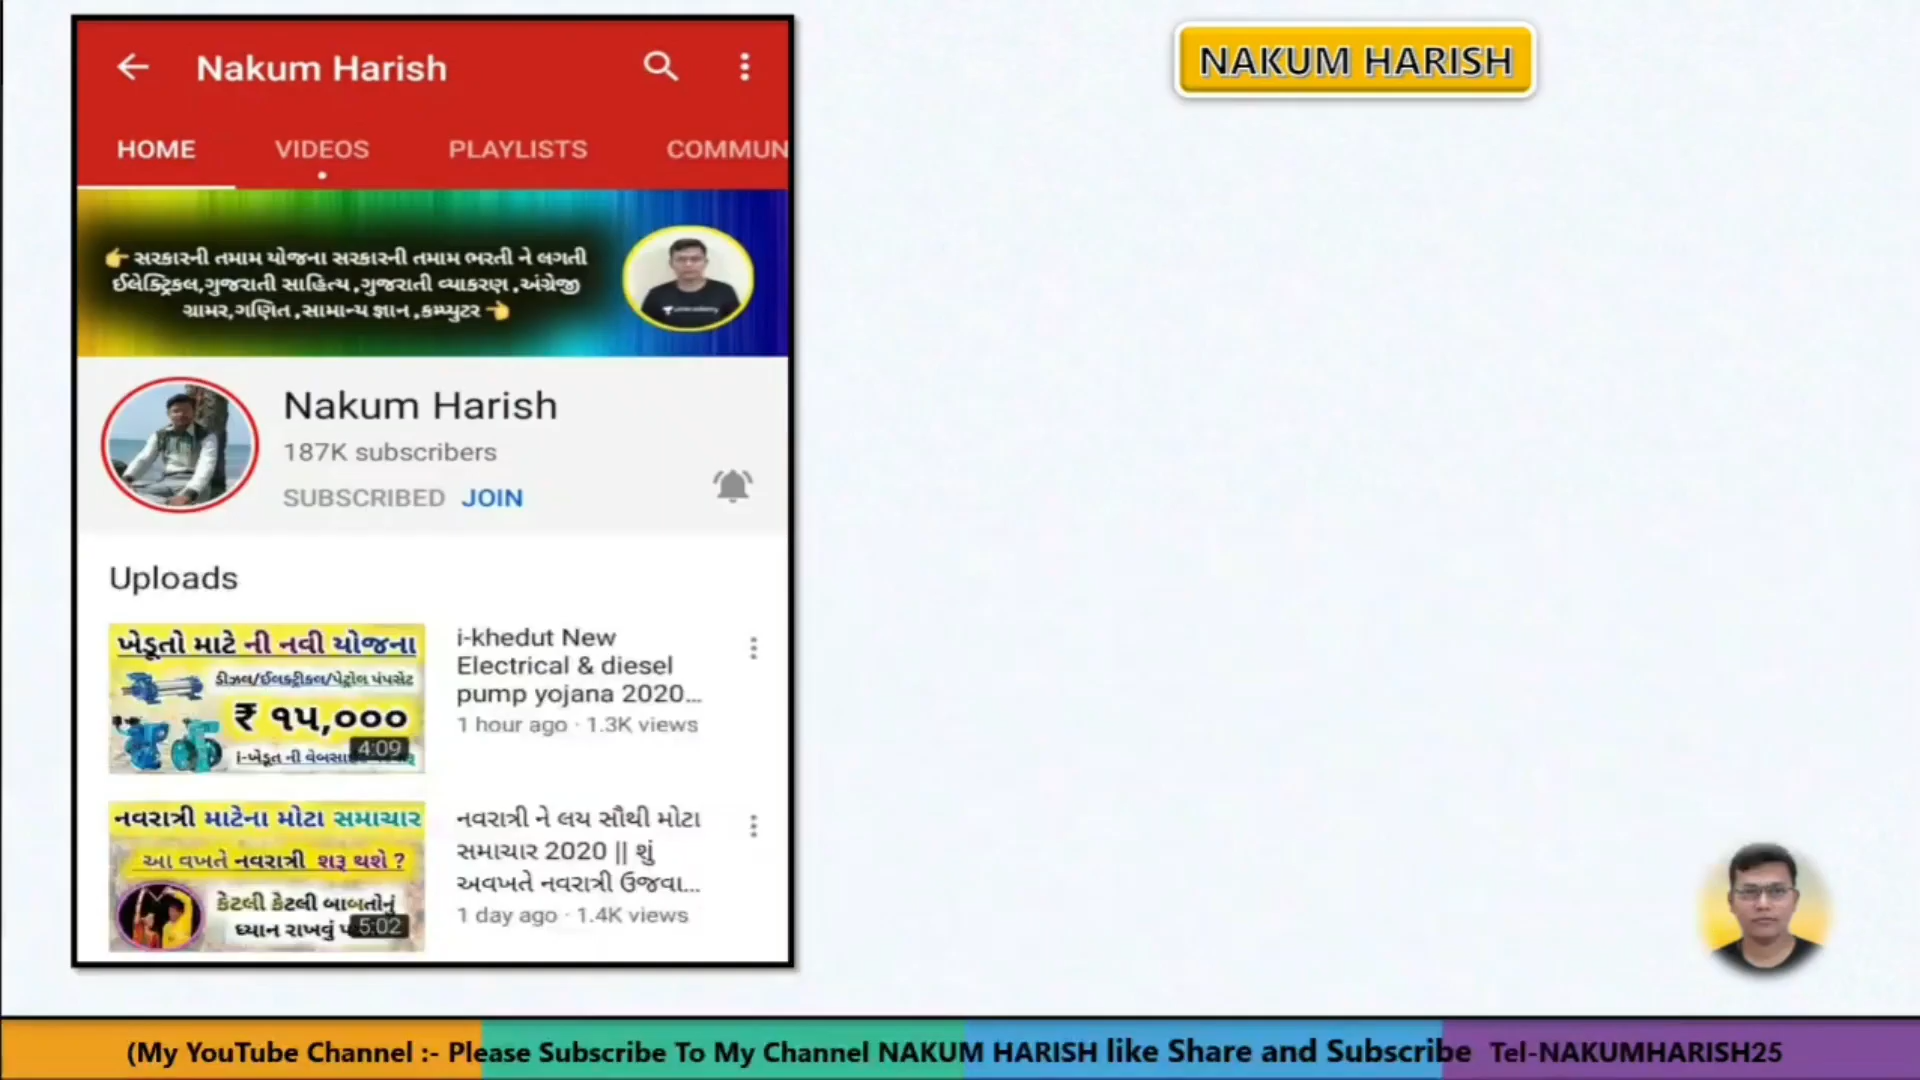 Nakum Harish
HOME VIDEOS PLAYLISTS COMMUN
સરકારની તમામ યોજના સરકારની તમામ ભરતી ને લગતી
ઈલેક્ટ્રિકલ,ગુજરાતી સાહિત્ય,ગુજરાતી વ્યાકરણ,અંગ્રેજી
ગ્રામર,ગણિત,સામાન્ય જ્ઞાન,કમ્પ્યુટર
Nakum Harish
187K subscribers
SUBSCRIBED JOIN
Uploads
ખેડૂતો માટે ની નવી યોજના
ડીઝલ/ઈલક્ટ્રીકલ/પેટ્રોલ પંપસેટ
₹ ૧૫,૦૦૦
i-ખેડૂત ની
4:09
i-khedut New
Electrical & diesel
pump yojana 2020...
1 hour ago · 1.3K views
નવરાત્રી માટેના મોટા સમાચાર
આ વખતે નવરાત્રી શરૂ થશે ?
કેટલી કેટલી બાબતોનું
ધ્યાન રાખવું
5:02
નવરાત્રી ને લય સૌથી મોટા
સમાચાર 2020 || શું
અવખતે નવરાત્રી ઉજવા...
1 day ago · 1.4K views
NAKUM HARISH
(My YouTube Channel :- Please Subscribe To My Channel NAKUM HARISH like Share and Subscribe Tel-NAKUMHARISH25